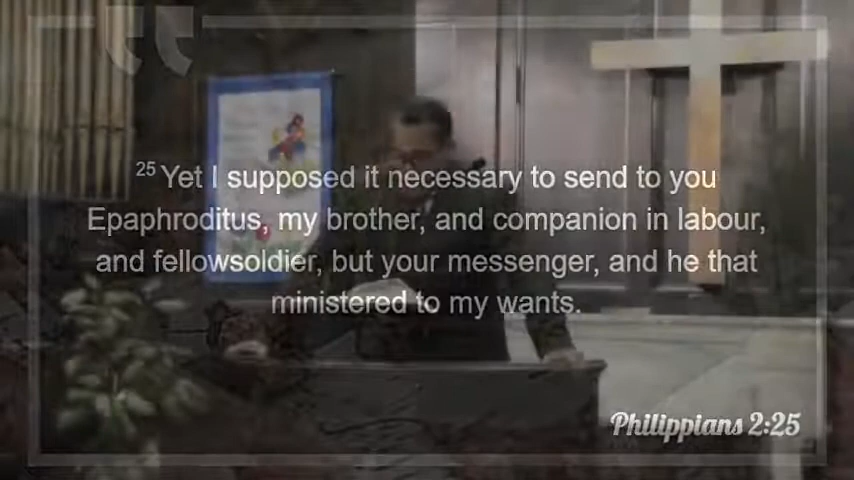 25 Yet I supposed it necessary to send to you
Epaphroditus, my brother, and companion in labour,
and fellowsoldier, but your messenger, and he that
ministered to my wants.
Philippians 2:25